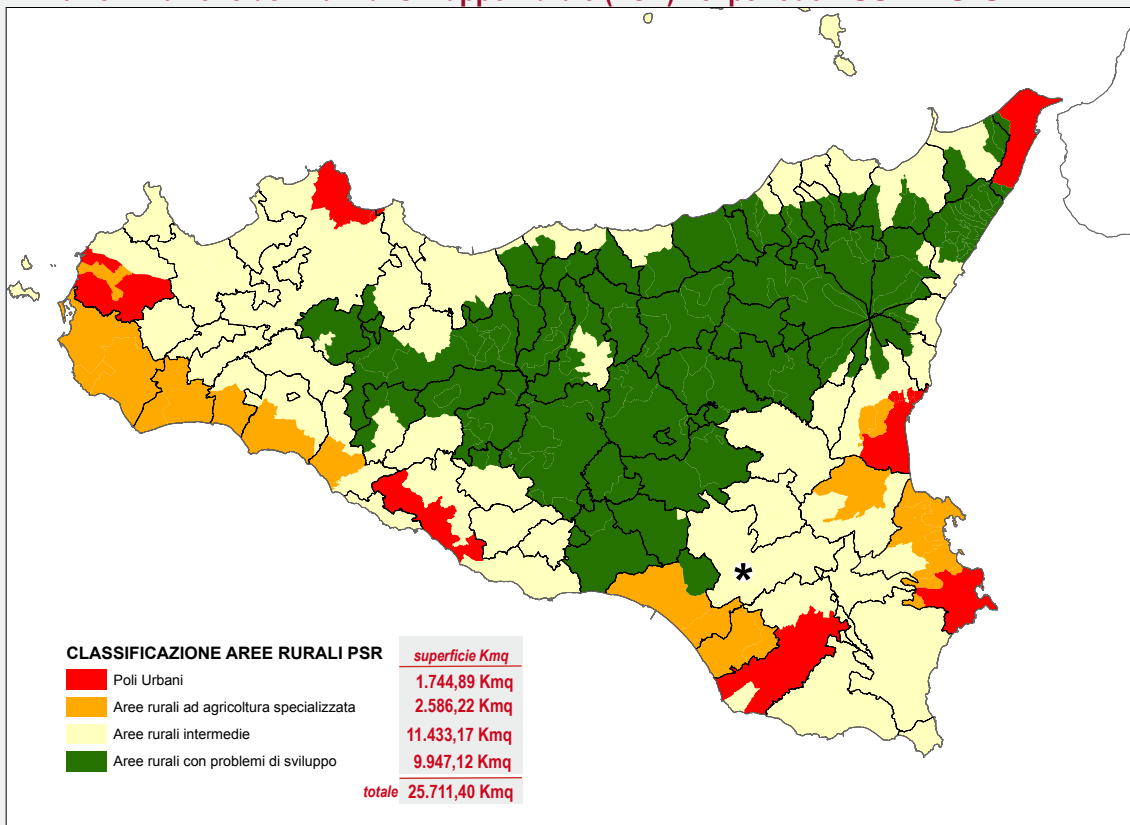 CLASSIFICAZIONE AREE RURALI PSR superficie Kmq
Poli Urbani 1.744,89 Kmq
Aree rurali ad agricoltura specializzata 2.586,22 Kmq
Aree rurali intermedie 11.433,17 Kmq
Aree rurali con problemi di sviluppo 9.947,12 Kmq
totale 25.711,40 Kmq
*